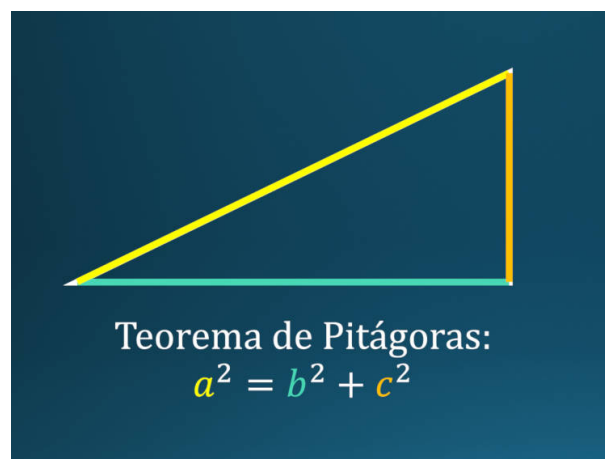 Teorema de Pitágoras:
a² = b² + c²